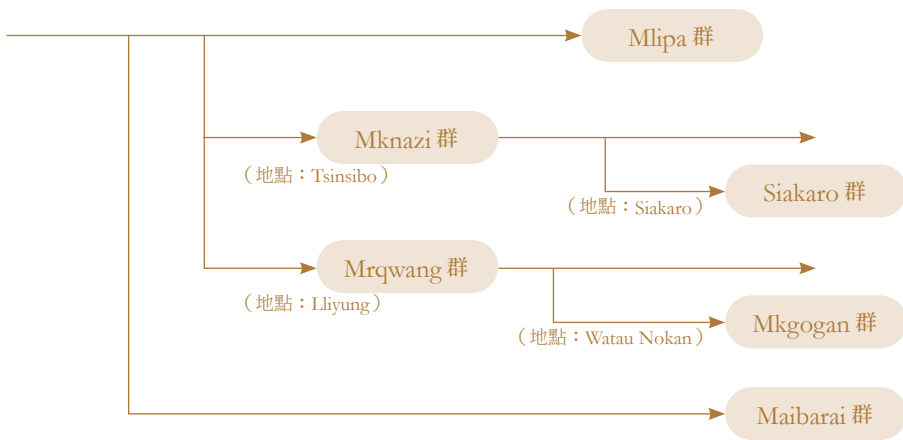 Mlipa 群
Mknazi 群
（地點：Tsinsibo）
Siakaro 群
（地點：Siakaro）
Mrqwang 群
（地點：Lliyung）
Mkgogan 群
（地點：Watau Nokan）
Maibarai 群